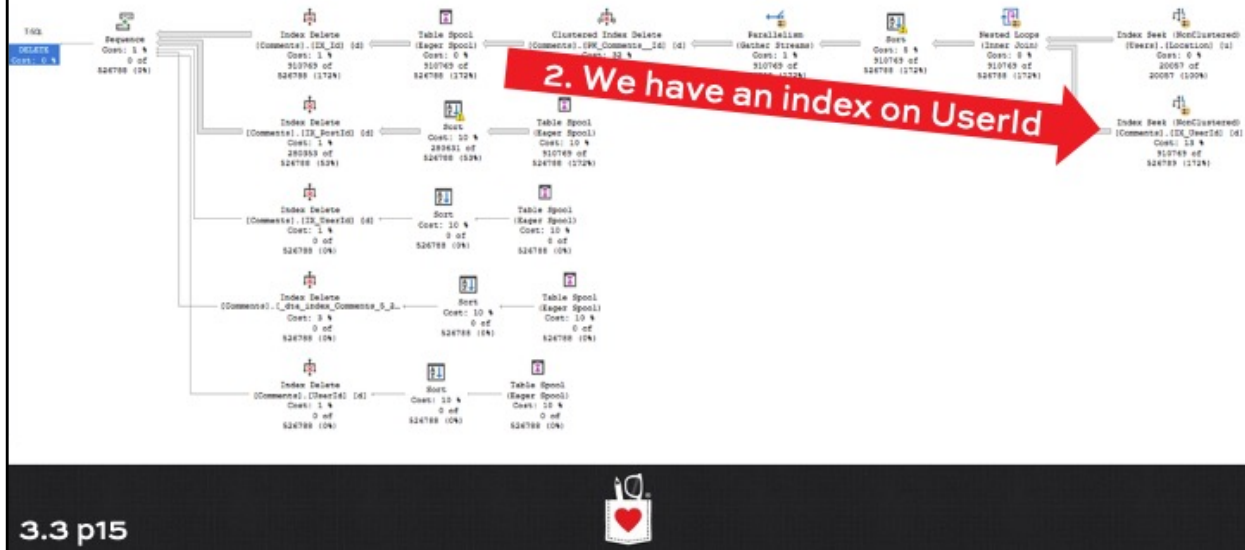 T-SQL
DELETE
Cost: 0 %
Sequence
Cost: 1 %
0 of
526788 (0%)
Index Delete
[Comments].[IX_Id] [d]
Cost: 1 %
910769 of
526788 (172%)
Table Spool
(Eager Spool)
Cost: 0 %
910769 of
526788 (172%)
Clustered Index Delete
[Comments].[PK_Comments__Id] [d]
Cost: 32 %
Parallelism
(Gather Streams)
Cost: 1 %
910769 of
Sort
Cost: 5 %
910769 of
526788 (172%)
Nested Loops
(Inner Join)
Cost: 0 %
910769 of
526788 (172%)
Index Seek (NonClustered)
[Users].[Location] [u]
Cost: 0 %
20057 of
20057 (100%)
2. We have an index on UserId
Index Delete
[Comments].[IX_PostId] [d]
Cost: 1 %
526788 (53%)
Sort
Cost: 10 %
526788 (53%)
Table Spool
(Eager Spool)
Cost: 10 %
910769 of
526788 (172%)
Index Seek (NonClustered)
[Comments].[IX_UserId] [d]
Cost: 13 %
910769 of
526789 (172%)
Index Delete
[Comments].[IX_UserId] [d]
Cost: 1 %
0 of
526788 (0%)
Sort
Cost: 10 %
0 of
526788 (0%)
Table Spool
(Eager Spool)
Cost: 10 %
0 of
526788 (0%)
Index Delete
[Comments].[_dta_index_Comments_5_2…
Cost: 3 %
0 of
526788 (0%)
Sort
Cost: 10 %
0 of
526788 (0%)
Table Spool
(Eager Spool)
Cost: 10 %
0 of
526788 (0%)
Index Delete
[Comments].[UserId] [d]
Cost: 1 %
0 of
526788 (0%)
Sort
Cost: 10 %
0 of
526788 (0%)
Table Spool
(Eager Spool)
Cost: 10 %
0 of
526788 (0%)
3.3 p15